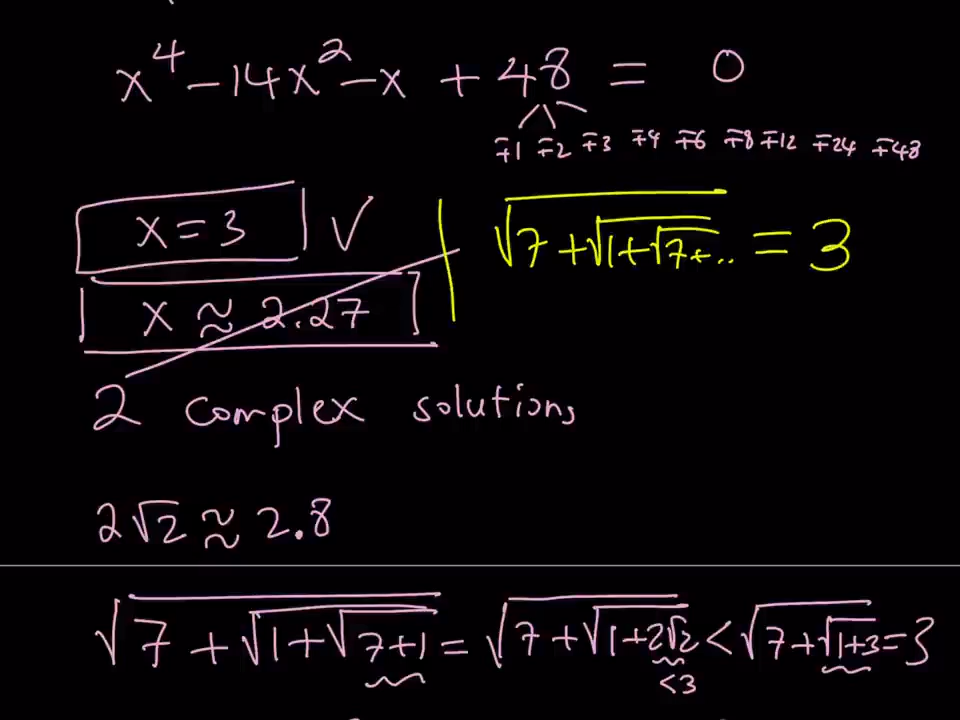 x⁴ − 14x² − x + 48 = 0
∓1 ∓2 ∓3 ∓4 ∓6 ∓8 ∓12 ∓24 ∓48
x = 3 √
√(7 + √(1 + √(7 + .. = 3
x ≈ 2.27
2 complex solutions
2√2 ≈ 2.8
√(7 + √(1 + √(7+1))) = √(7 + √(1 + 2√2)) < √(7 + √(1+3)) = 3
<3